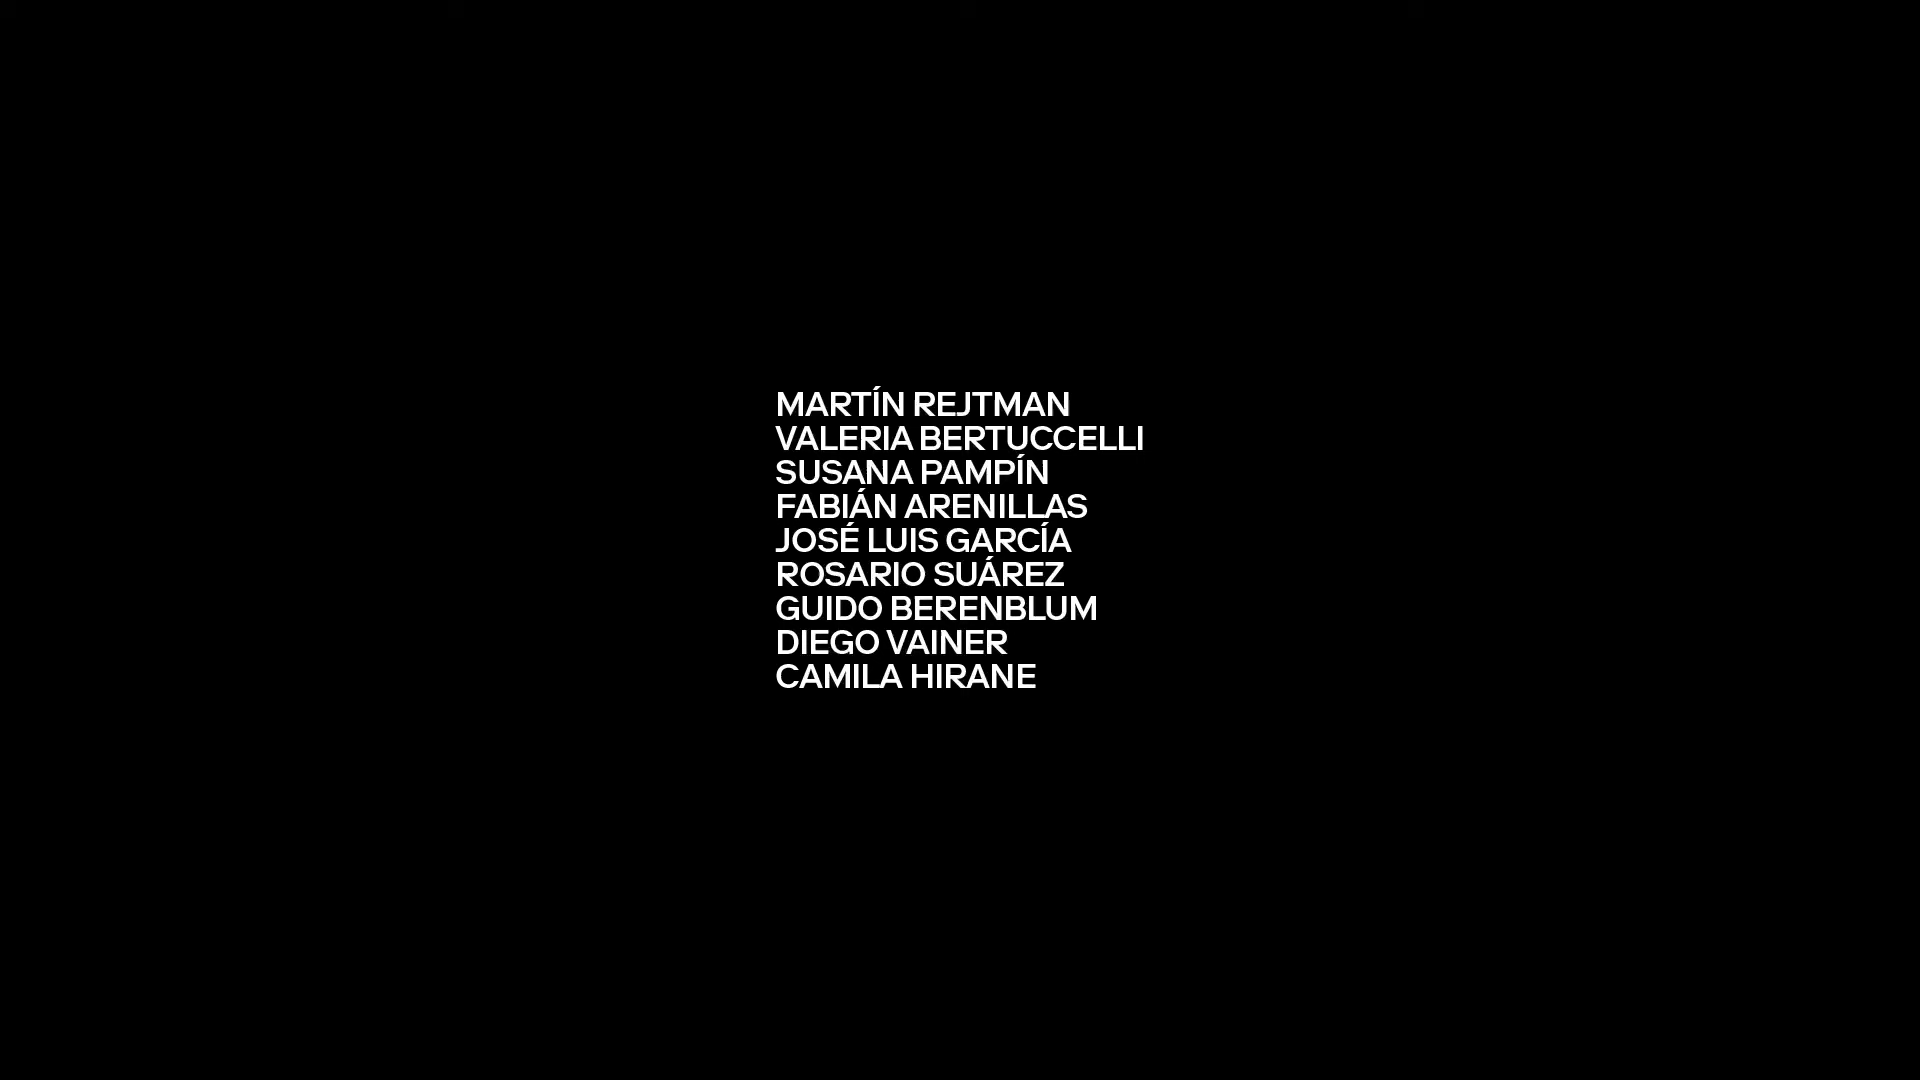 MARTÍN REJTMAN
VALERIA BERTUCCELLI
SUSANA PAMPÍN
FABIÁN ARENILLAS
JOSÉ LUIS GARCÍA
ROSARIO SUÁREZ
GUIDO BERENBLUM
DIEGO VAINER
CAMILA HIRANE